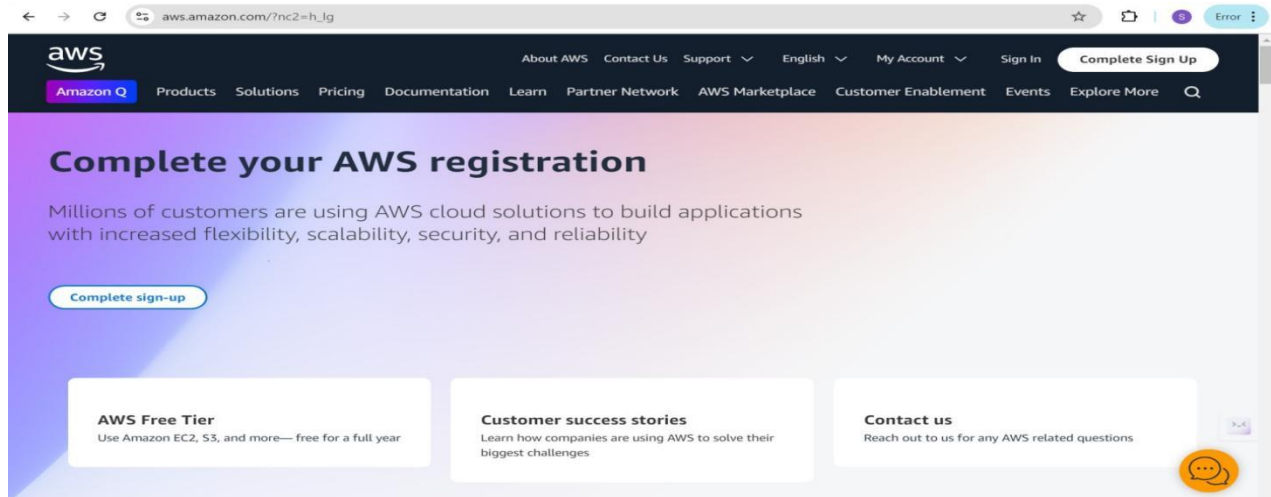 aws.amazon.com/?nc2=h_lg
S
Error
aws
About AWS Contact Us Support English My Account Sign In Complete Sign Up
Amazon Q Products Solutions Pricing Documentation Learn Partner Network AWS Marketplace Customer Enablement Events Explore More
Complete your AWS registration
Millions of customers are using AWS cloud solutions to build applications
with increased flexibility, scalability, security, and reliability
Complete sign-up
AWS Free Tier
Use Amazon EC2, S3, and more— free for a full year
Customer success stories
Learn how companies are using AWS to solve their
biggest challenges
Contact us
Reach out to us for any AWS related questions